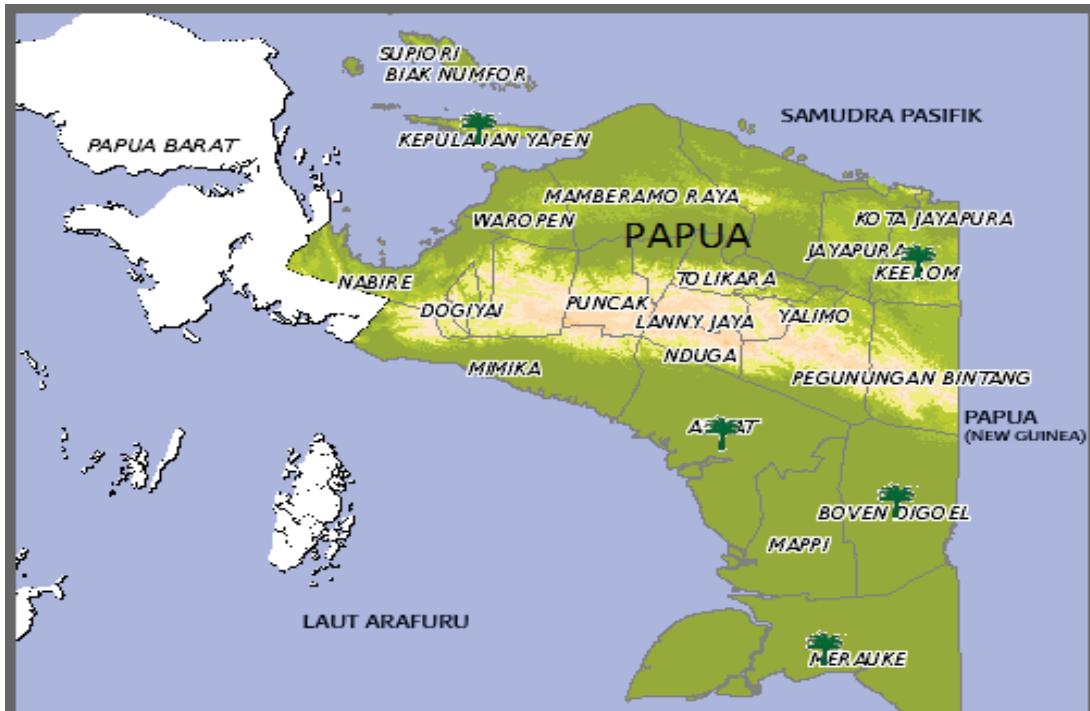 SUPIORI
BIAK NUMFOR
SAMUDRA PASIFIK
PAPUA BARAT
KEPULAUAN YAPEN
MAMBERAMO RAYA
WAROPEN
KOTA JAYAPURA
PAPUA
JAYAPURA
KEEROM
NABIRE
TOLIKARA
DOGIYAI
PUNCAK
LANNY JAYA
YALIMO
NDUGA
MIMIKA
PEGUNUNGAN BINTANG
PAPUA
(NEW GUINEA)
BOVEN DIGOEL
MAPPI
LAUT ARAFURU
MERAUKE